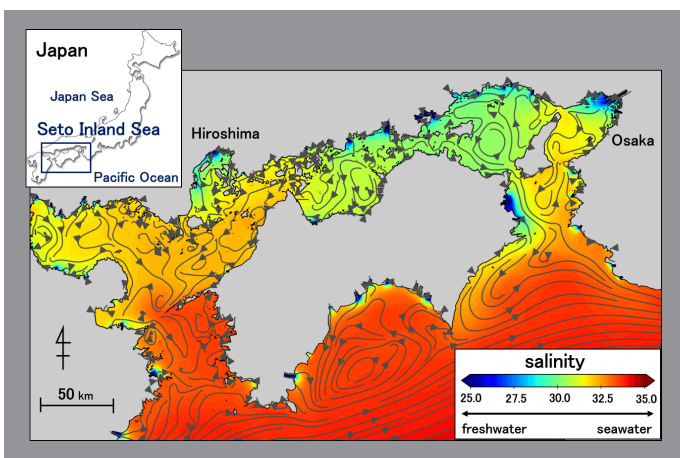 Japan
Japan Sea
Seto Inland Sea
Pacific Ocean
Hiroshima
Osaka
50 km
salinity
25.0 27.5 30.0 32.5 35.0
freshwater seawater